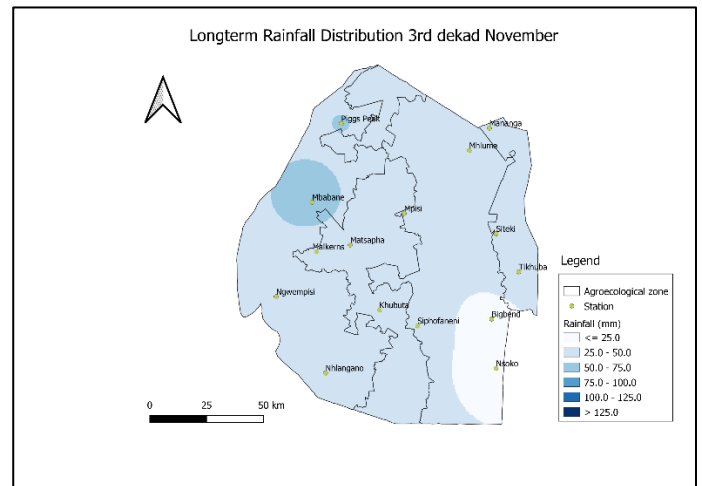 Longterm Rainfall Distribution 3rd dekad November
Piggs Peak
Mananga
Mhlume
Mbabane
Mpisi
Siteki
Matsapha
Malkerns
Tikhuba
Ngwempisi
Khubuta
Bigbend
Siphofaneni
Nsoko
Nhlangano
0 25 50 km
Legend
Agroecological zone
Station
Rainfall (mm)
<= 25.0
25.0 - 50.0
50.0 - 75.0
75.0 - 100.0
100.0 - 125.0
> 125.0